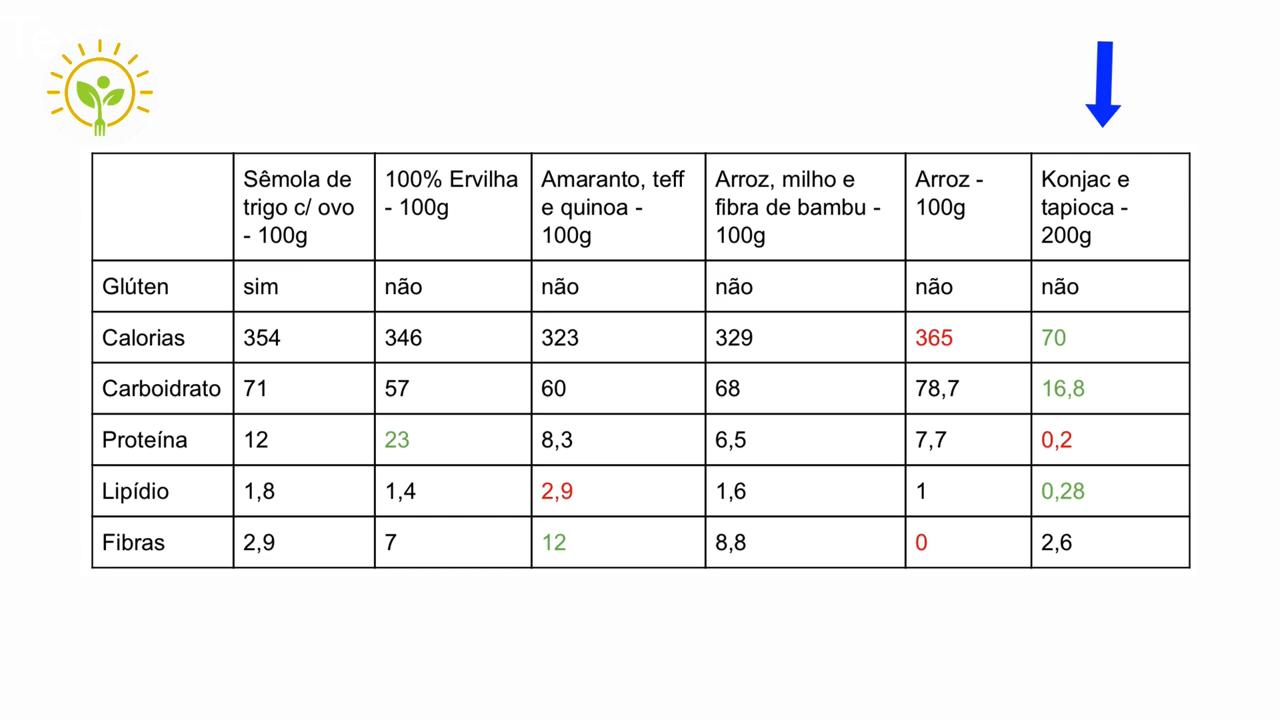 Sêmola de trigo c/ ovo - 100g
100% Ervilha - 100g
Amaranto, teff e quinoa - 100g
Arroz, milho e fibra de bambu - 100g
Arroz - 100g
Konjac e tapioca - 200g
Glúten sim não não não não não
Calorias 354 346 323 329 365 70
Carboidrato 71 57 60 68 78,7 16,8
Proteína 12 23 8,3 6,5 7,7 0,2
Lipídio 1,8 1,4 2,9 1,6 1 0,28
Fibras 2,9 7 12 8,8 0 2,6